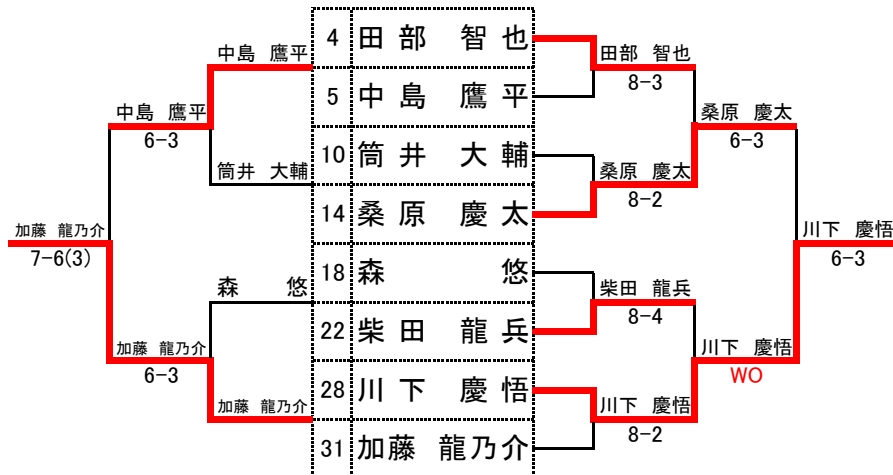 4 田部 智也
5 中島 鷹平
10 筒井 大輔
14 桑原 慶太
18 森 悠
22 柴田 龍兵
28 川下 慶悟
31 加藤 龍乃介
中島 鷹平
中島 鷹平
6-3
筒井 大輔
加藤 龍乃介
7-6(3)
森 悠
加藤 龍乃介
6-3
加藤 龍乃介
田部 智也
8-3
桑原 慶太
6-3
桑原 慶太
8-2
川下 慶悟
6-3
柴田 龍兵
8-4
川下 慶悟
WO
川下 慶悟
8-2